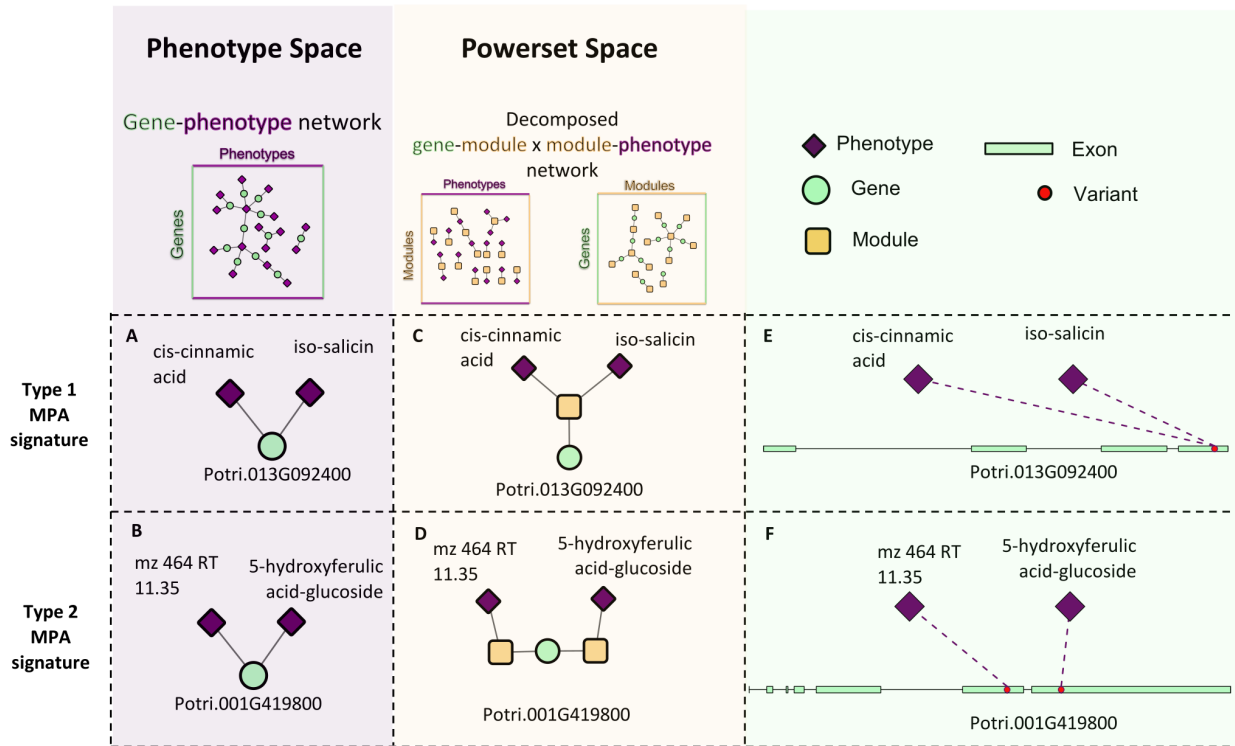 Phenotype Space
Powerset Space
Gene-phenotype network
Phenotypes
Genes
Decomposed
gene-module x module-phenotype
network
Phenotypes
Modules
Modules
Genes
Phenotype
Exon
Gene
Variant
Module
Type 1
MPA
signature
A
cis-cinnamic
acid
iso-salicin
Potri.013G092400
C
cis-cinnamic
acid
iso-salicin
Potri.013G092400
E
cis-cinnamic
acid
iso-salicin
Potri.013G092400
Type 2
MPA
signature
B
mz 464 RT
11.35
5-hydroxyferulic
acid-glucoside
Potri.001G419800
D
mz 464 RT
11.35
5-hydroxyferulic
acid-glucoside
Potri.001G419800
F
mz 464 RT
11.35
5-hydroxyferulic
acid-glucoside
Potri.001G419800